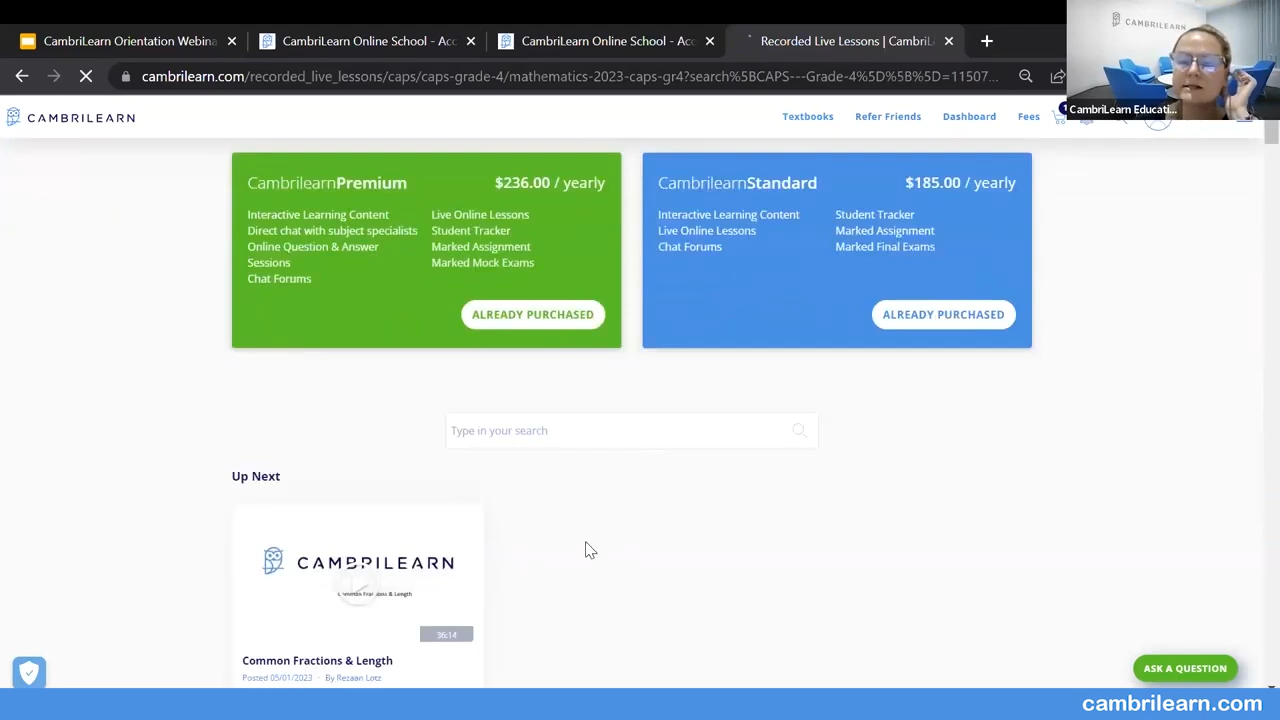 CambriLearn Orientation Webina
CambriLearn Online School - Acc
CambriLearn Online School - Acc
Recorded Live Lessons | CambriL
cambrilearn.com/recorded_live_lessons/caps/caps-grade-4/mathematics-2023-caps-gr4?search%5BCAPS---Grade-4%5D%5B%5D=11507...
CAMBRILEARN
CambriLearn Educati...
CAMBRILEARN
Textbooks
Refer Friends
Dashboard
Fees
CambrilearnPremium
$236.00 / yearly
Interactive Learning Content
Direct chat with subject specialists
Online Question & Answer
Sessions
Chat Forums
Live Online Lessons
Student Tracker
Marked Assignment
Marked Mock Exams
ALREADY PURCHASED
CambrilearnStandard
$185.00 / yearly
Interactive Learning Content
Live Online Lessons
Chat Forums
Student Tracker
Marked Assignment
Marked Final Exams
ALREADY PURCHASED
Type in your search
Up Next
CAMBRILEARN
Common Fractions & Length
36:14
Common Fractions & Length
Posted 05/01/2023 · By Rezaan Lotz
ASK A QUESTION
cambrilearn.com